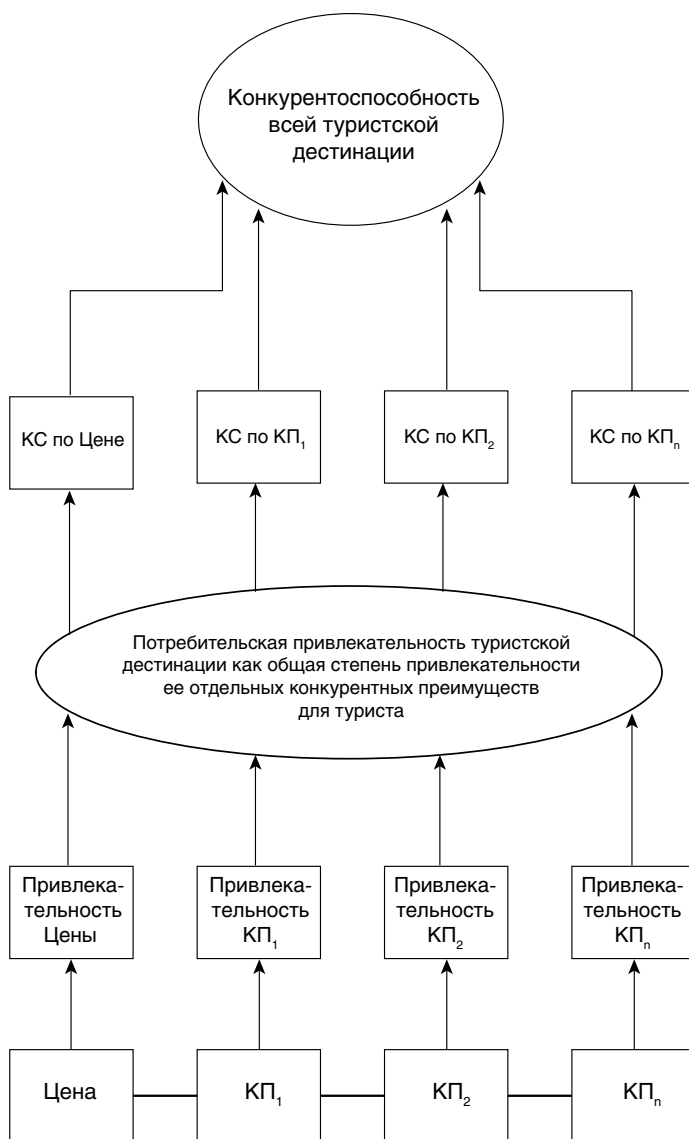 Конкурентоспособность
всей туристской
дестинации
КС по Цене
КС по КП₁
КС по КП₂
КС по КПₙ
Потребительская привлекательность туристской
дестинации как общая степень привлекательности
ее отдельных конкурентных преимуществ
для туриста
Привлека-
тельность
Цены
Привлека-
тельность
КП₁
Привлека-
тельность
КП₂
Привлека-
тельность
КПₙ
Цена
КП₁
КП₂
КПₙ